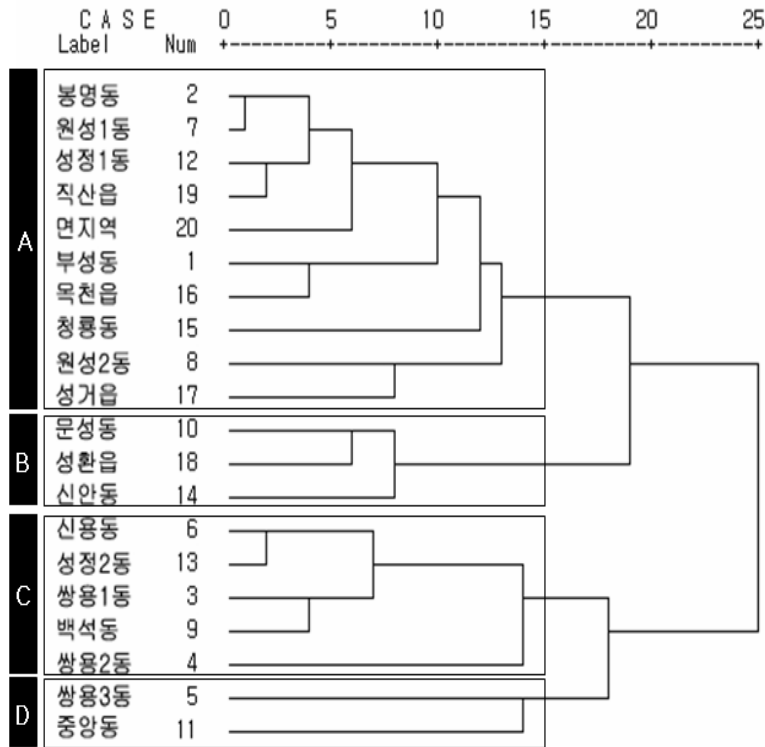 C A S E 0 5 10 15 20 25
Label Num +---------+---------+---------+---------+---------+
봉명동 2
원성1동 7
성정1동 12
직산읍 19
면지역 20
A
부성동 1
목천읍 16
청룡동 15
원성2동 8
성거읍 17
문성동 10
B
성환읍 18
신안동 14
신용동 6
성정2동 13
C
쌍용1동 3
백석동 9
쌍용2동 4
쌍용3동 5
D
중앙동 11